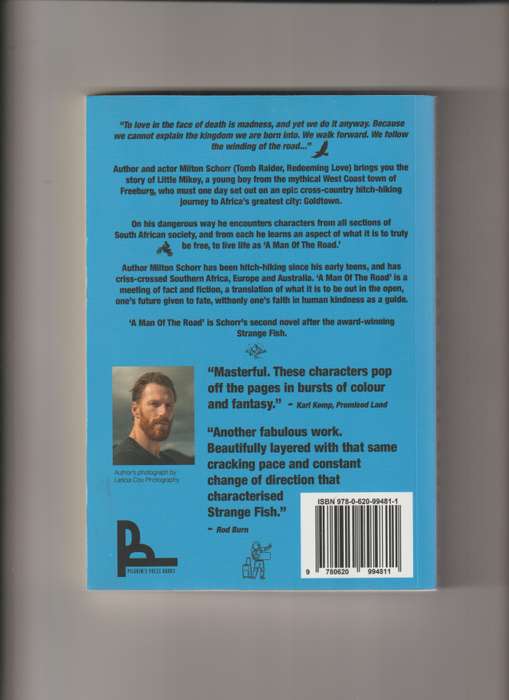 "To love in the face of death is madness, and yet we do it anyway. Because
we cannot explain the kingdom we are born into. We walk forward. We follow
the winding of the road..."
Author and actor Milton Schorr (Tomb Raider, Redeeming Love) brings you the
story of Little Mikey, a young boy from the mythical West Coast town of
Freeburg, who must one day set out on an epic cross-country hitch-hiking
journey to Africa's greatest city: Goldtown.
On his dangerous way he encounters characters from all sections of
South African society, and from each he learns an aspect of what it is to truly
be free, to live life as 'A Man Of The Road.'
Author Milton Schorr has been hitch-hiking since his early teens, and has
criss-crossed Southern Africa, Europe and Australia. 'A Man Of The Road' is a
meeting of fact and fiction, a translation of what it is to be out in the open,
one's future given to fate, withonly one's faith in human kindness as a guide.
'A Man Of The Road' is Schorr's second novel after the award-winning
Strange Fish.
"Masterful. These characters pop
off the pages in bursts of colour
and fantasy." - Karl Kemp, Promised Land
"Another fabulous work.
Beautifully layered with that same
cracking pace and constant
change of direction that
characterised
Strange Fish."
- Rod Burn
Author's photograph by
Leticia Cox Photography
PILGRIM'S PRESS BOOKS
ISBN 978-0-620-99481-1
9 780620 994811